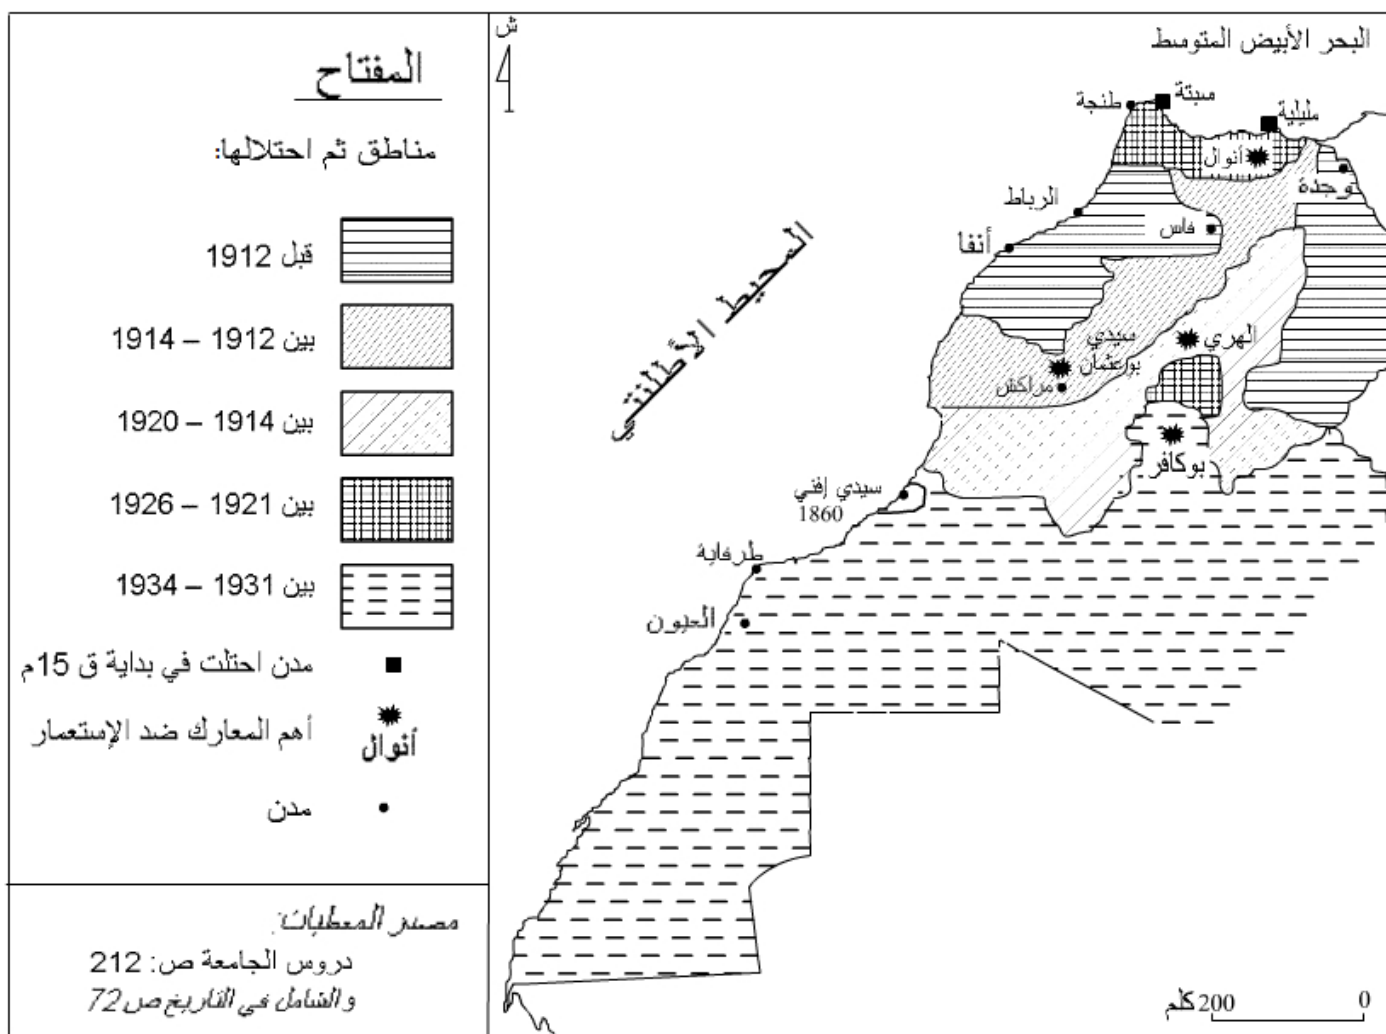 المفتاح
مناطق ثم احتلالها:
قبل 1912
بين 1912 – 1914
بين 1914 – 1920
بين 1921 – 1926
بين 1931 – 1934
مدن احتلت في بداية ق 15م
أهم المعارك ضد الإستعمار
أنوال
مدن
مصدر المعطيات:
دروس الجامعة ص: 212
و الشامل في التاريخ ص72
ش
البحر الأبيض المتوسط
سبتة
طنجة
مليلية
أنوال
وجدة
الرباط
فاس
أنفا
المحيط الأطلنتي
الهري
سيدي
بوعثمان
مراكش
بوكافر
سيدي إفني
1860
طرفاية
العيون
0
200 كلم